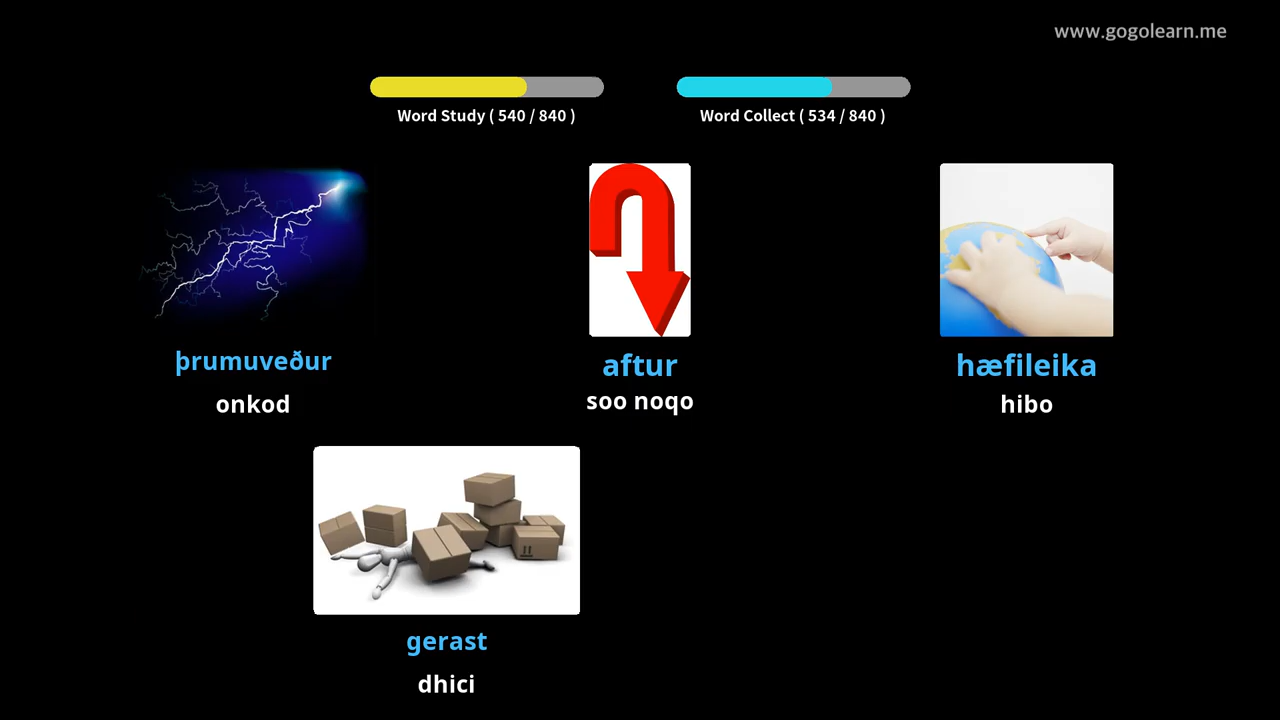 www.gogolearn.me
Word Study ( 540 / 840 )
Word Collect ( 534 / 840 )
þrumuveður
onkod
aftur
soo noqo
hæfileika
hibo
gerast
dhici